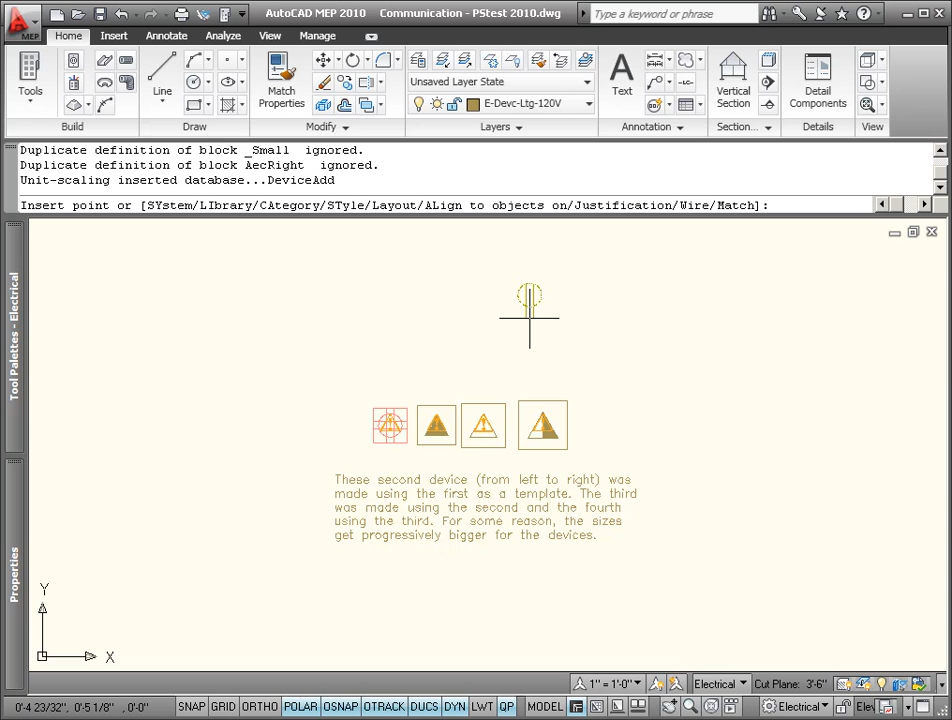 AutoCAD MEP 2010 Communication - PStest 2010.dwg
Type a keyword or phrase
MEP
Home Insert Annotate Analyze View Manage
Tools
Line
Match
Properties
Unsaved Layer State
E-Devc-Ltg-120V
Text
Vertical
Section
Detail
Components
Build Draw Modify Layers Annotation Section... Details View
Duplicate definition of block _Small ignored.
Duplicate definition of block AecRight ignored.
Unit-scaling inserted database...DeviceAdd
Insert point or [SYstem/LIbrary/CAtegory/STyle/Layout/ALign to objects on/Justification/Wire/Match]:
Tool Palettes - Electrical
These second device (from left to right) was
made using the first as a template. The third
was made using the second and the fourth
using the third. For some reason, the sizes
get progressively bigger for the devices.
Properties
Y
X
1" = 1'-0" Electrical Cut Plane: 3'-6"
0'-4 23/32", 0'-5 1/8" ,0'-0" SNAP GRID ORTHO POLAR OSNAP OTRACK DUCS DYN LWT QP MODEL Electrical Elev